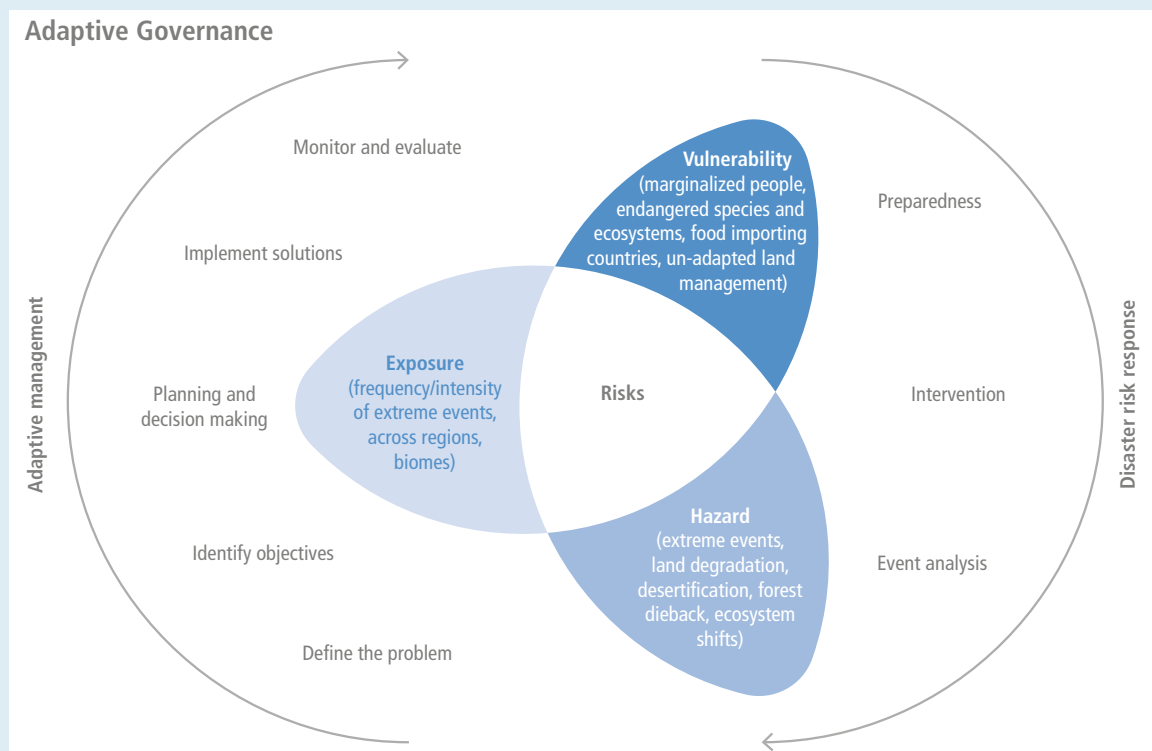 Adaptive Governance
Adaptive management
Monitor and evaluate
Implement solutions
Planning and
decision making
Identify objectives
Define the problem
Exposure
(frequency/intensity
of extreme events,
across regions,
biomes)
Risks
Vulnerability
(marginalized people,
endangered species and
ecosystems, food importing
countries, un-adapted land
management)
Hazard
(extreme events,
land degradation,
desertification, forest
dieback, ecosystem
shifts)
Preparedness
Intervention
Event analysis
Disaster risk response